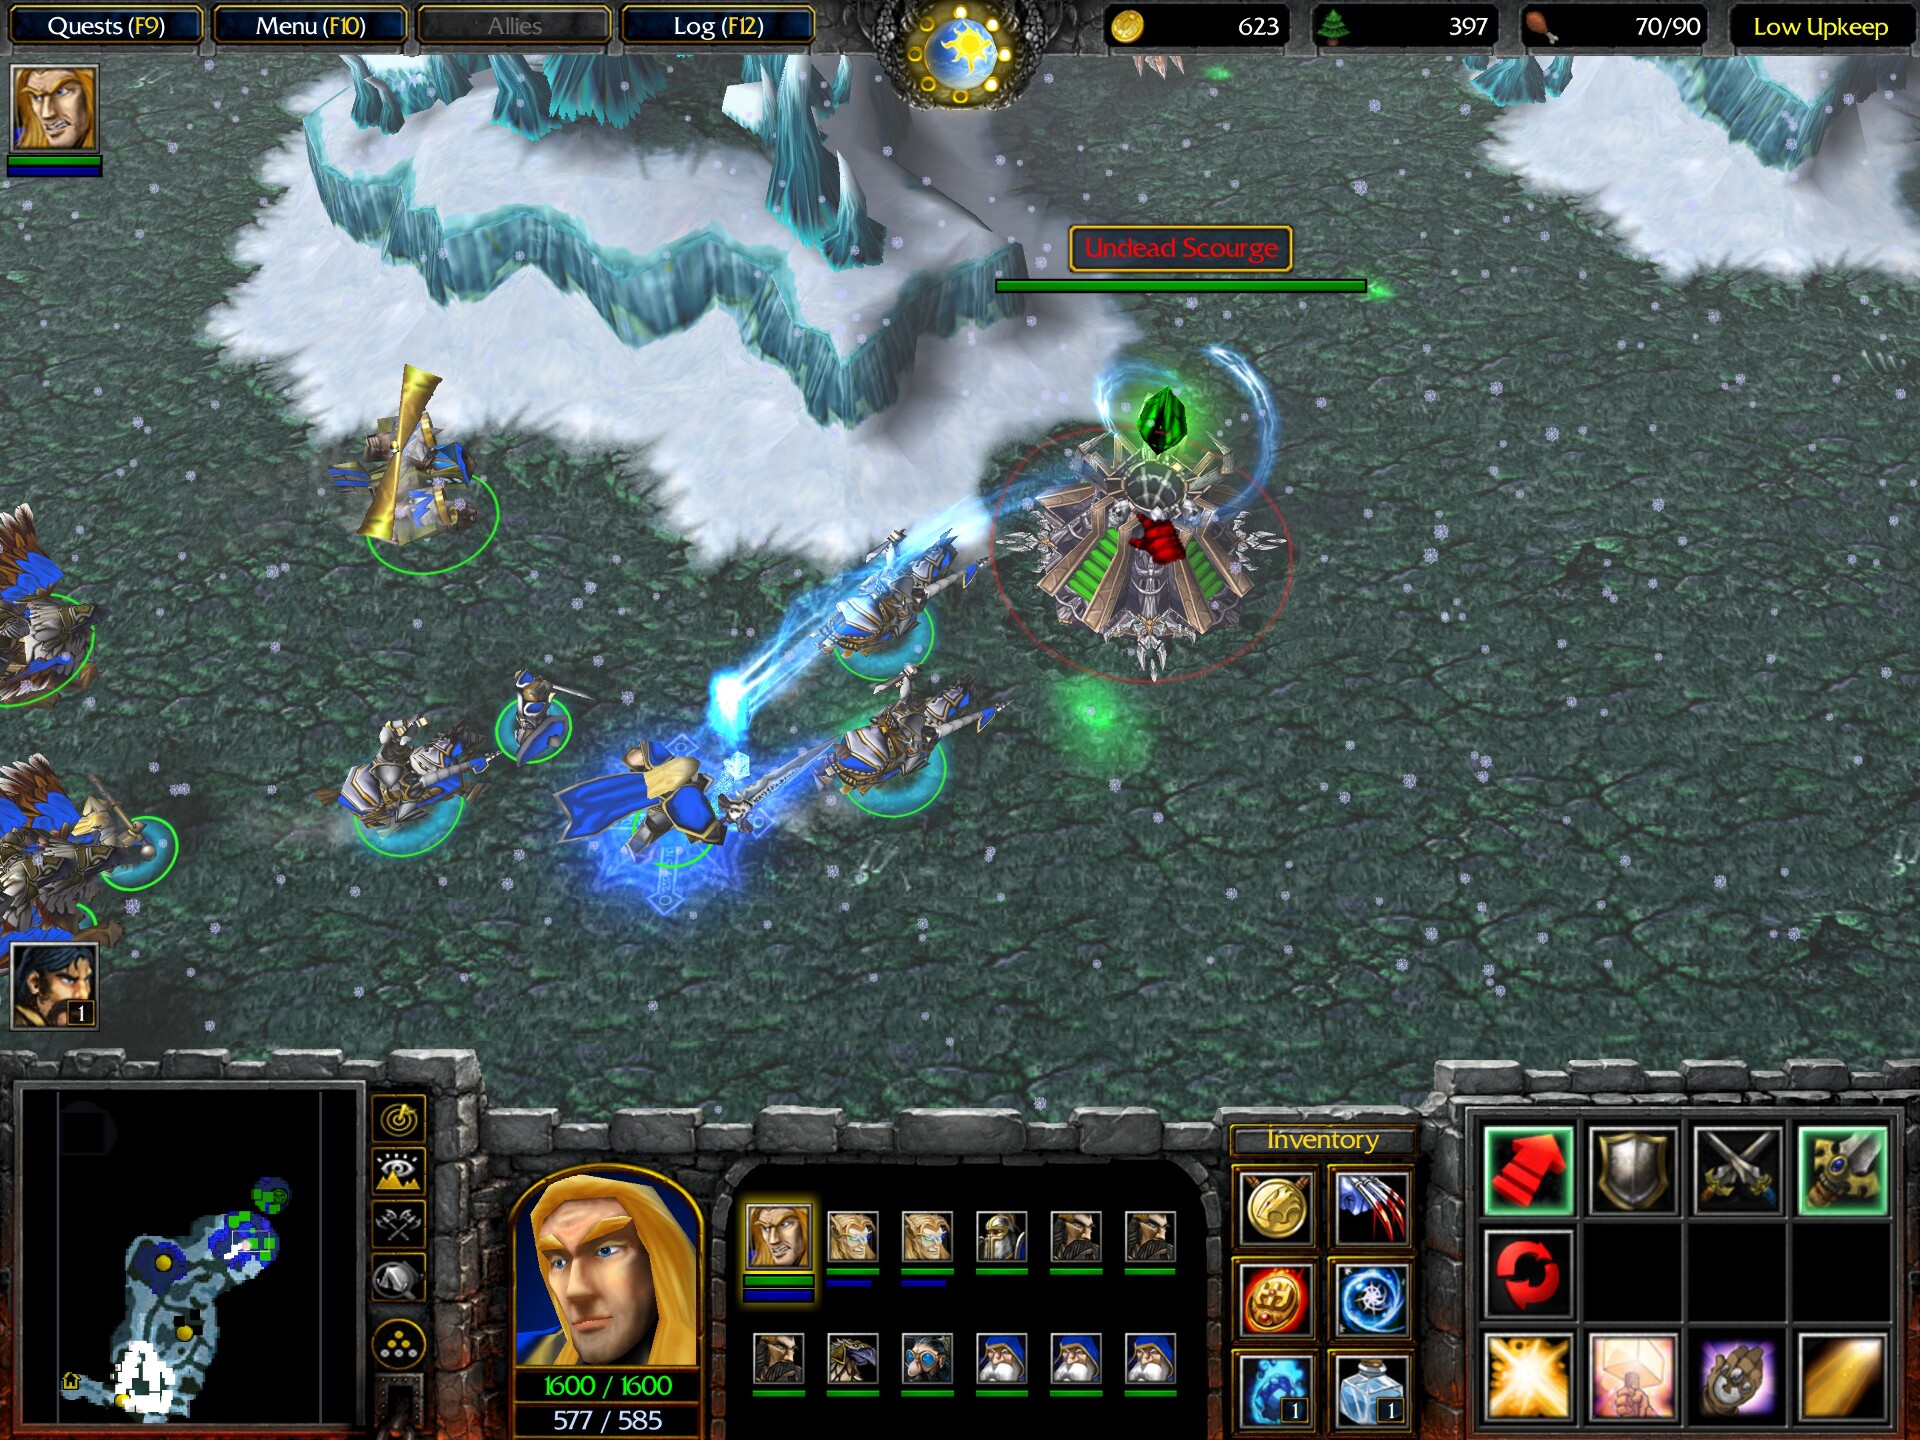 Quests (F9)
Menu (F10)
Allies
Log (F12)
623
397
70/90
Low Upkeep
Undead Scourge
1
Inventory
1600 / 1600
577 / 585
1
1